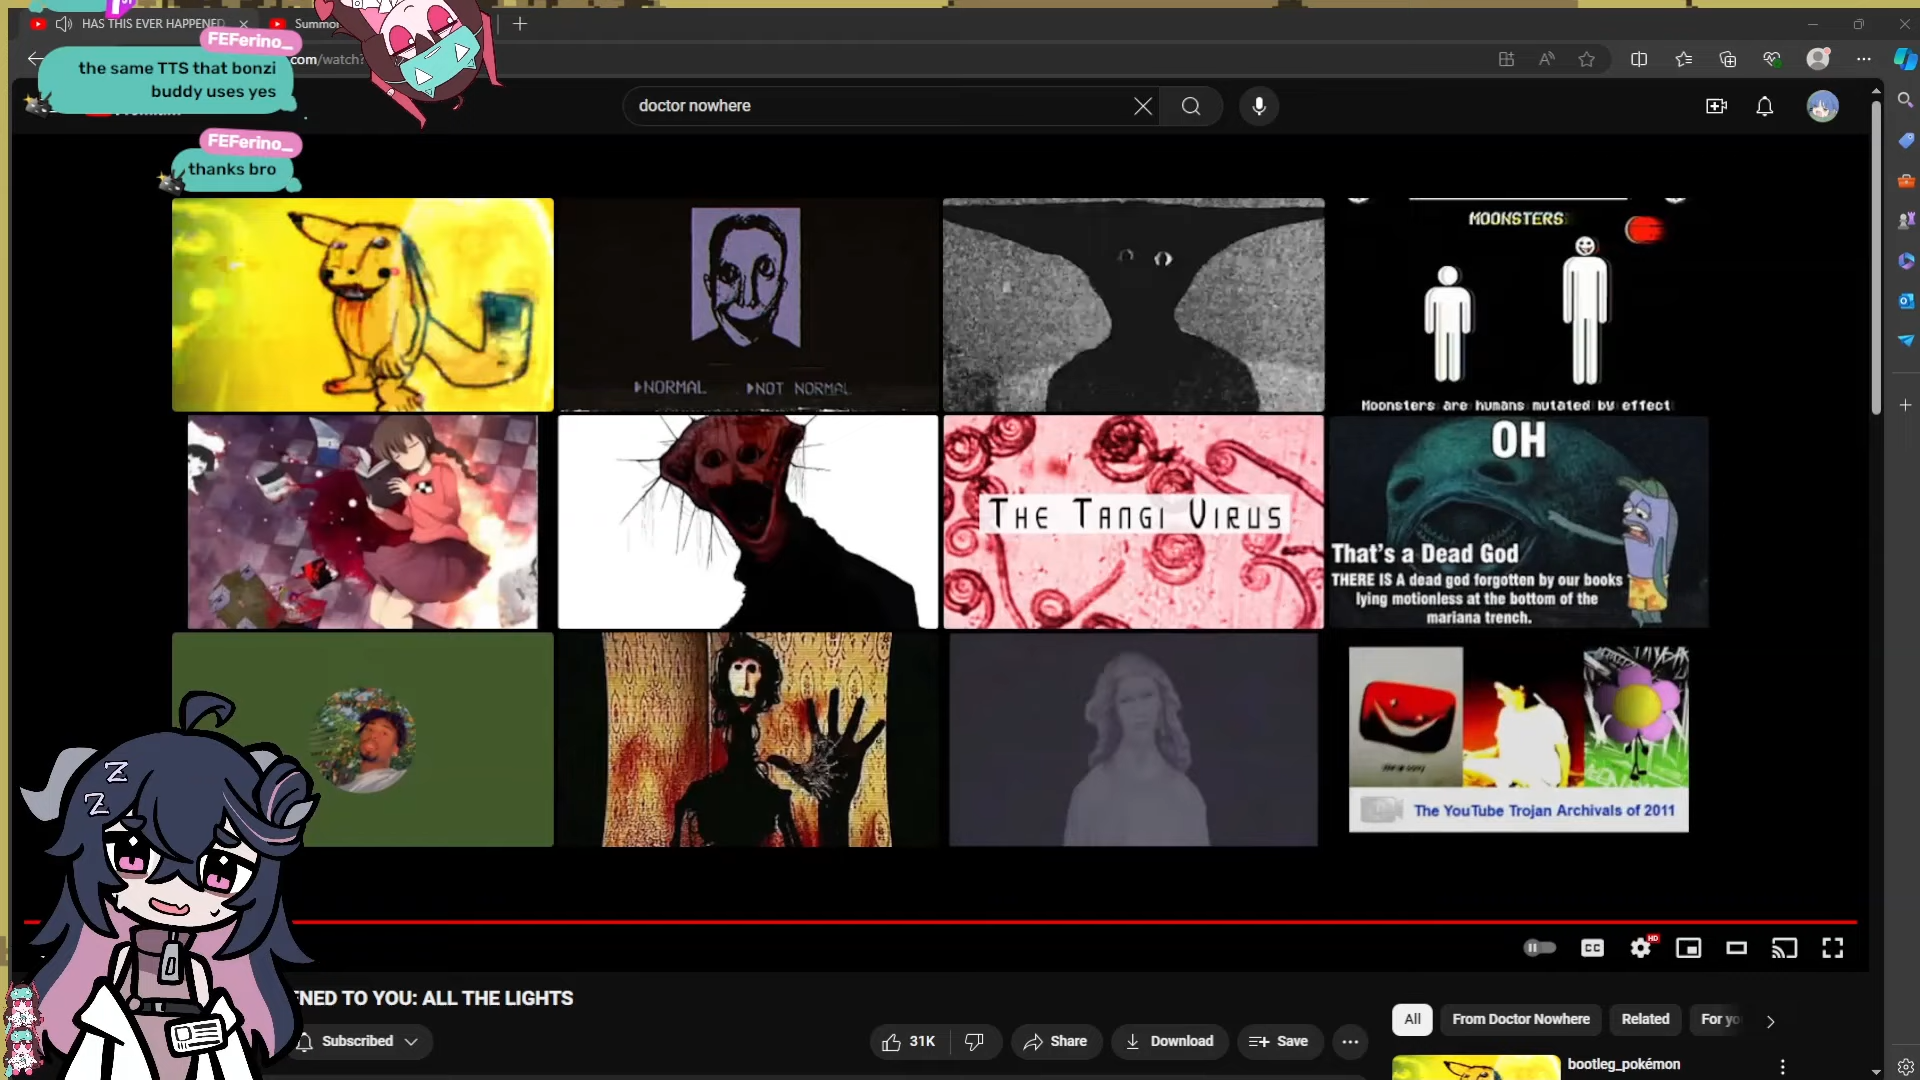 HAS THIS EVER HAPPENED
Summon
FEFerino_
the same TTS that bonzi
buddy uses yes
.com/watch?
doctor nowhere
FEFerino_
thanks bro
MOONSTERS
▶NORMAL ▶NOT NORMAL
Moonsters are humans mutated by effect
OH
THE TANGI VIRUS
That's a Dead God
THERE IS A dead god forgotten by our books
lying motionless at the bottom of the
mariana trench.
The YouTube Trojan Archivals of 2011
Z
Z
CC
HD
ENED TO YOU: ALL THE LIGHTS
Subscribed
31K
Share
Download
Save
All
From Doctor Nowhere
Related
For yo
bootleg_pokémon